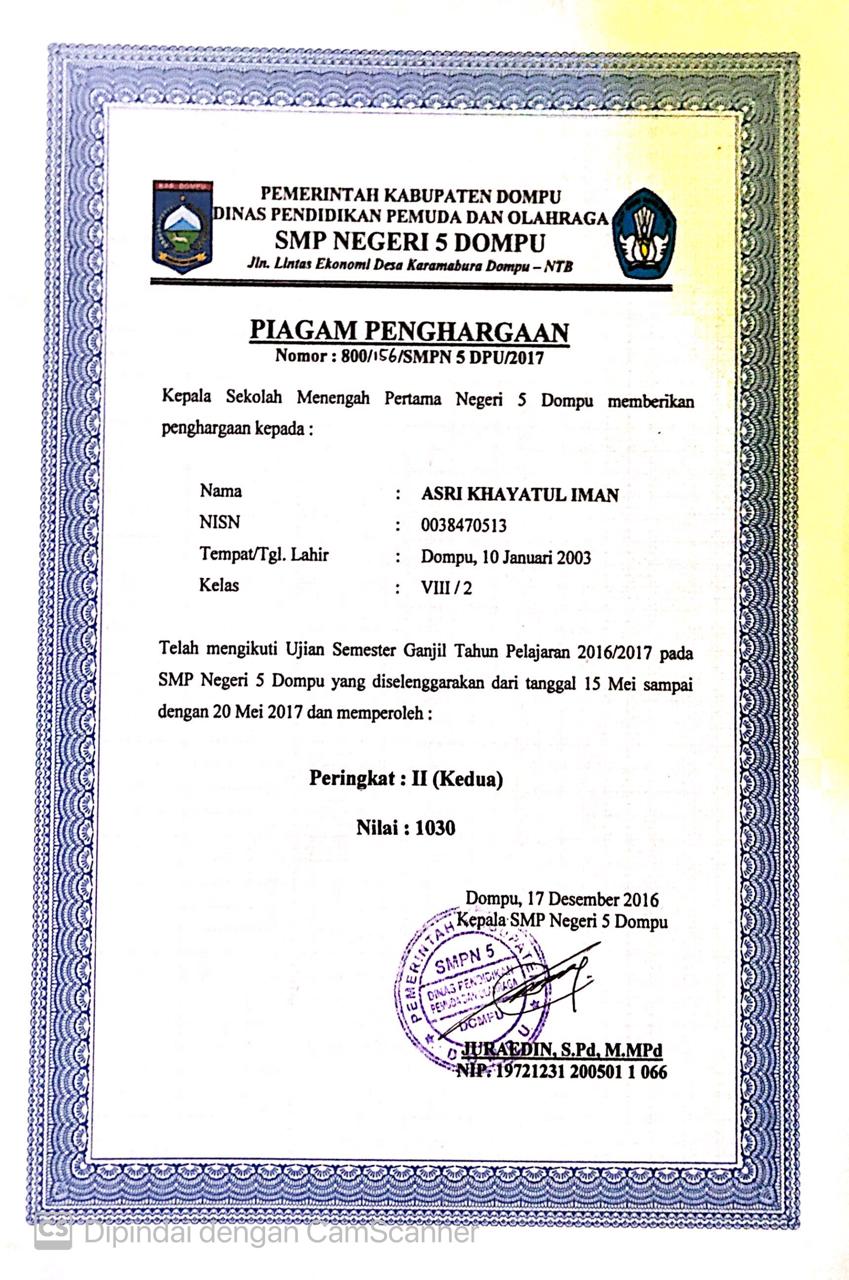 KAB. DOMPU
PEMERINTAH KABUPATEN DOMPU
DINAS PENDIDIKAN PEMUDA DAN OLAHRAGA
SMP NEGERI 5 DOMPU
Jln. Lintas Ekonomi Desa Karamabura Dompu – NTB
PIAGAM PENGHARGAAN
Nomor : 800/156/SMPN 5 DPU/2017
Kepala Sekolah Menengah Pertama Negeri 5 Dompu memberikan
penghargaan kepada :
Nama : ASRI KHAYATUL IMAN
NISN : 0038470513
Tempat/Tgl. Lahir : Dompu, 10 Januari 2003
Kelas : VIII / 2
Telah mengikuti Ujian Semester Ganjil Tahun Pelajaran 2016/2017 pada
SMP Negeri 5 Dompu yang diselenggarakan dari tanggal 15 Mei sampai
dengan 20 Mei 2017 dan memperoleh :
Peringkat : II (Kedua)
Nilai : 1030
Dompu, 17 Desember 2016
Kepala SMP Negeri 5 Dompu
PEMERINTAH
SMPN 5
DINAS PENDIDIKAN
DOMPU
JURAEDIN, S.Pd, M.MPd
NIP. 19721231 200501 1 066
CS Dipindai dengan CamScanner